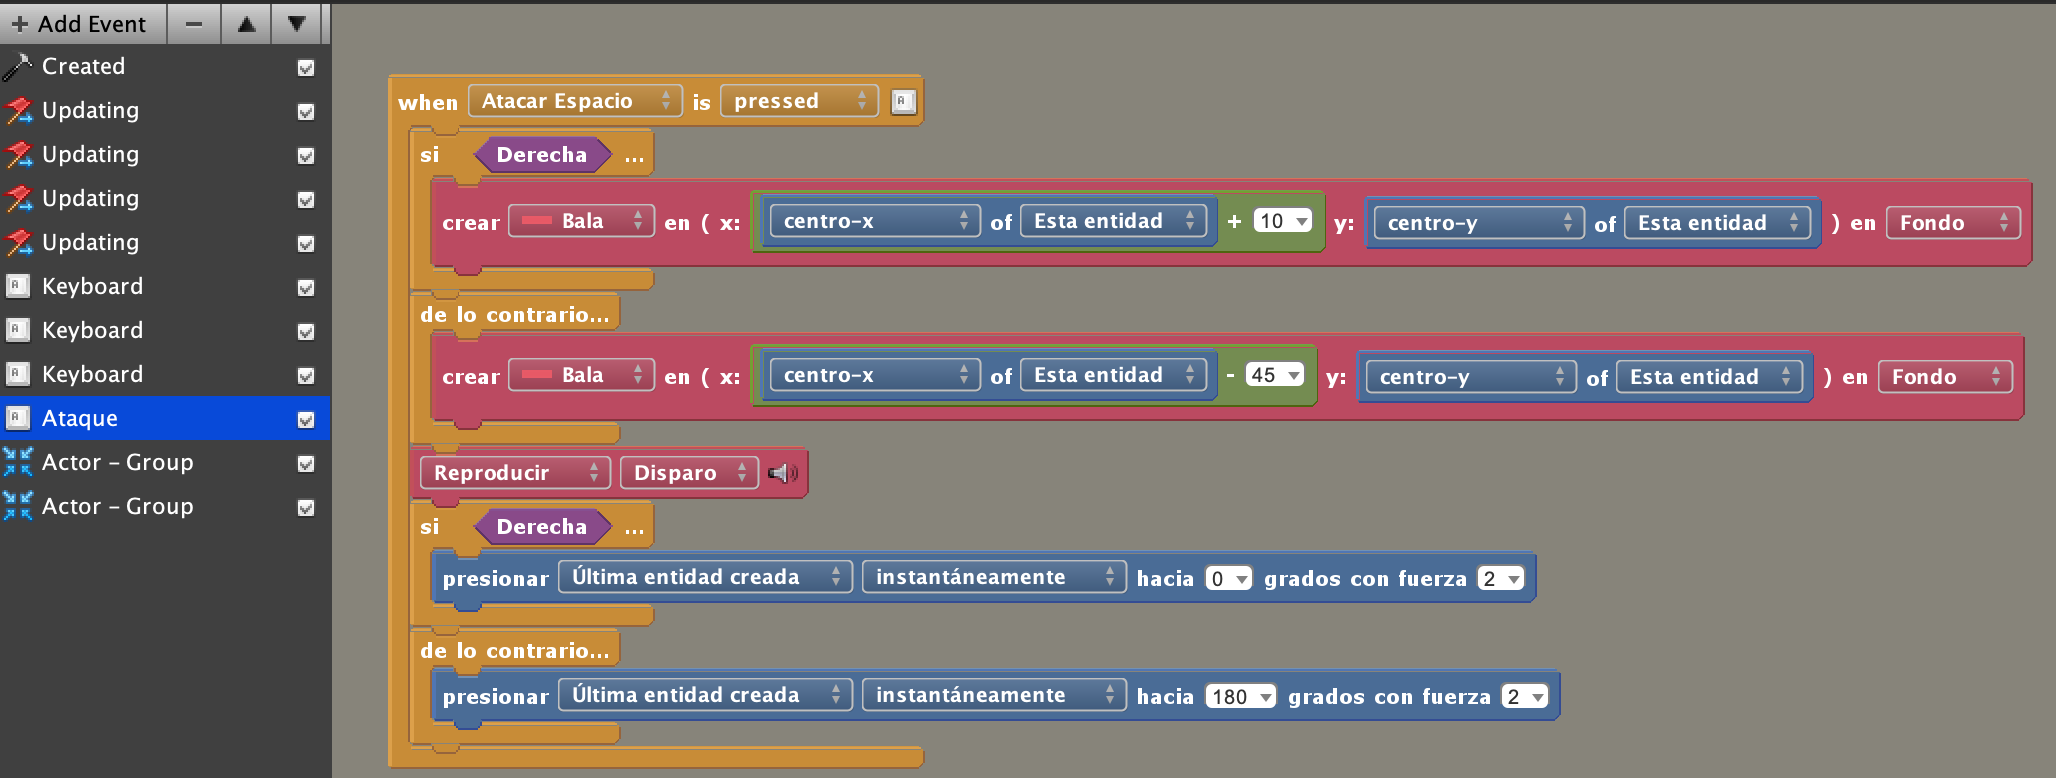 + Add Event − ▲ ▼
Created
Updating
Updating
Updating
Updating
Keyboard
Keyboard
Keyboard
Ataque
Actor – Group
Actor – Group
when Atacar Espacio is pressed A
si Derecha ...
crear Bala en ( x: centro-x of Esta entidad + 10 y: centro-y of Esta entidad ) en Fondo
de lo contrario...
crear Bala en ( x: centro-x of Esta entidad - 45 y: centro-y of Esta entidad ) en Fondo
Reproducir Disparo
si Derecha ...
presionar Última entidad creada instantáneamente hacia 0 grados con fuerza 2
de lo contrario...
presionar Última entidad creada instantáneamente hacia 180 grados con fuerza 2